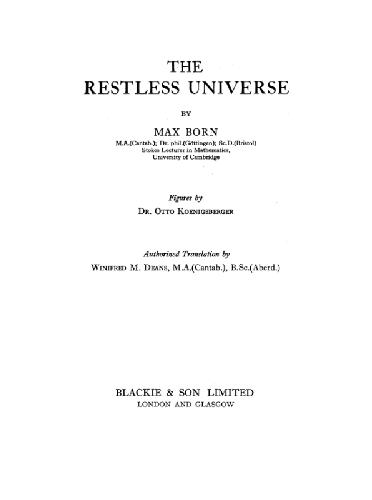 THE
RESTLESS UNIVERSE
BY
MAX BORN
M.A.(Cantab.); Dr. phil.(Göttingen); Sc.D.(Bristol)
Stokes Lecturer in Mathematics,
University of Cambridge
Figures by
DR. OTTO KOENIGSBERGER
Authorised Translation by
WINIFRED M. DEANS, M.A.(Cantab.), B.Sc.(Aberd.)
BLACKIE & SON LIMITED
LONDON AND GLASGOW